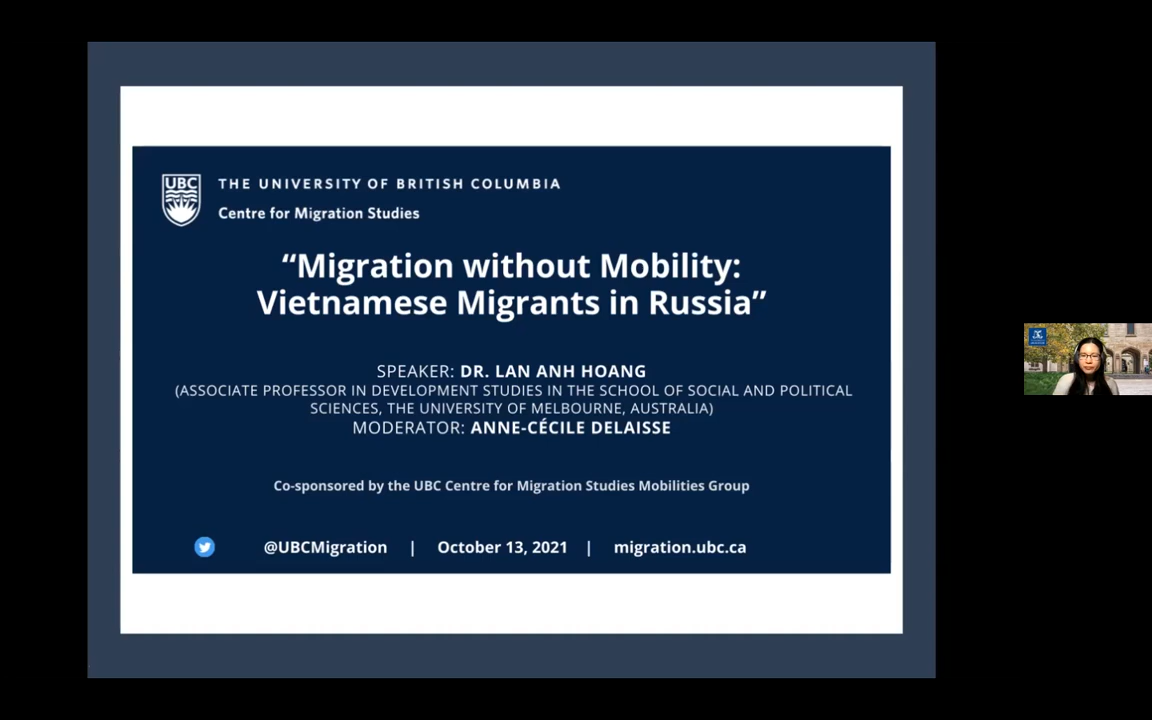 UBC
THE UNIVERSITY OF BRITISH COLUMBIA
Centre for Migration Studies
“Migration without Mobility:
Vietnamese Migrants in Russia”
SPEAKER: DR. LAN ANH HOANG
(ASSOCIATE PROFESSOR IN DEVELOPMENT STUDIES IN THE SCHOOL OF SOCIAL AND POLITICAL
SCIENCES, THE UNIVERSITY OF MELBOURNE, AUSTRALIA)
MODERATOR: ANNE-CÉCILE DELAISSE
Co-sponsored by the UBC Centre for Migration Studies Mobilities Group
@UBCMigration | October 13, 2021 | migration.ubc.ca